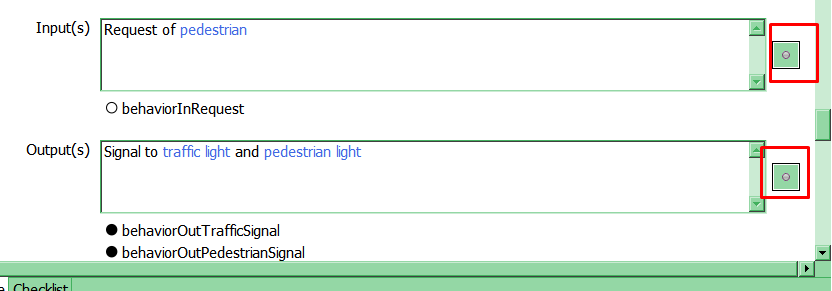 Input(s)
Request of pedestrian
behaviorInRequest
Output(s)
Signal to traffic light and pedestrian light
behaviorOutTrafficSignal
behaviorOutPedestrianSignal
Checklist